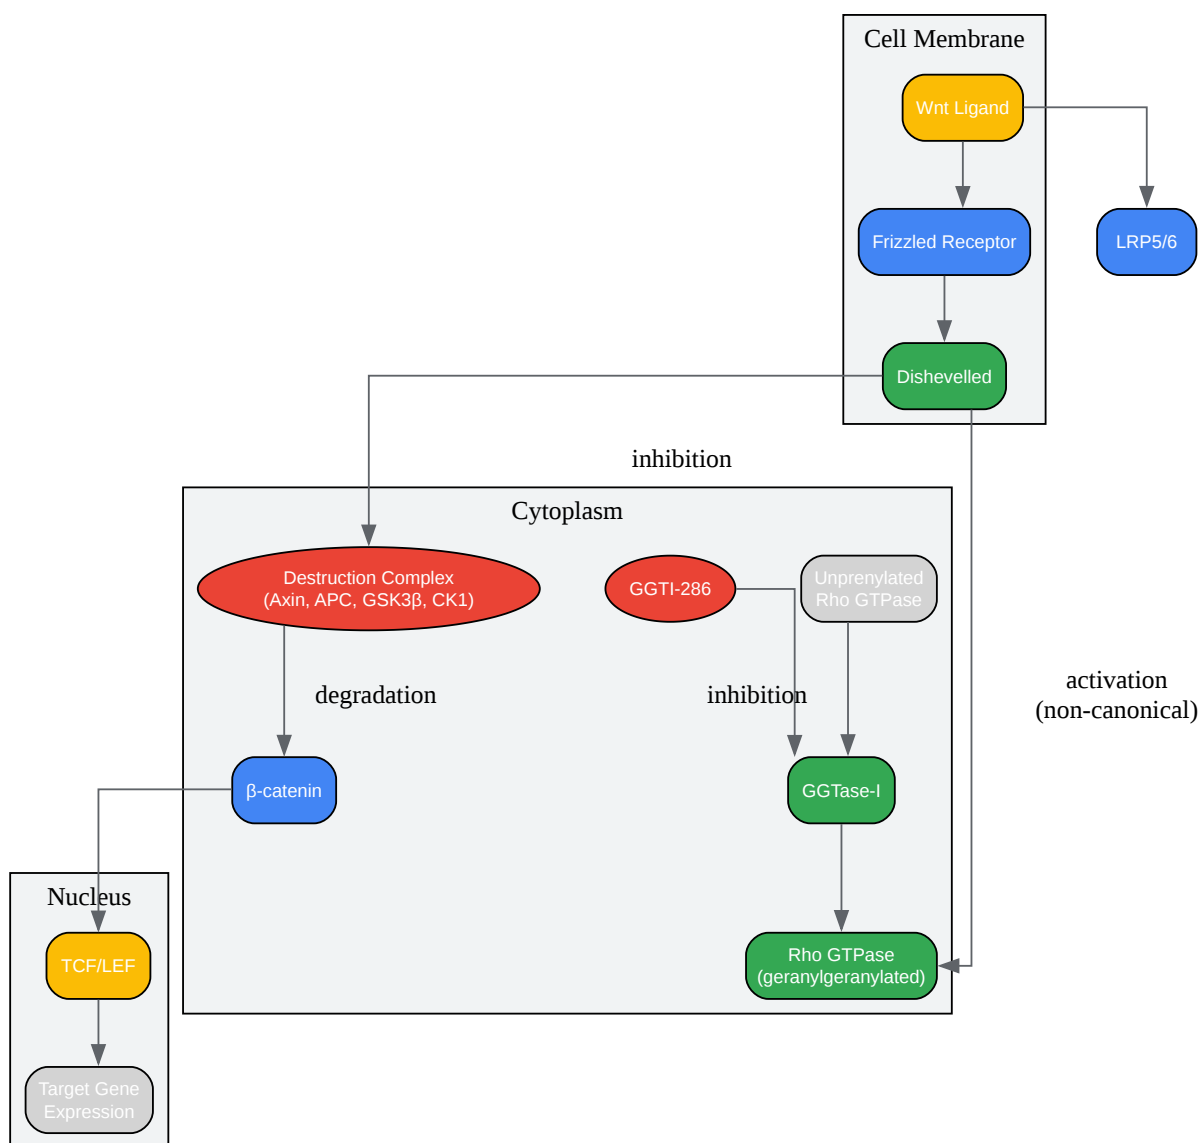 Cell Membrane
Wnt Ligand
Frizzled Receptor
LRP5/6
Dishevelled
inhibition
Cytoplasm
Destruction Complex
(Axin, APC, GSK3β, CK1)
GGTI-286
Unprenylated
Rho GTPase
degradation
inhibition
activation
(non-canonical)
β-catenin
GGTase-I
Nucleus
TCF/LEF
Rho GTPase
(geranylgeranylated)
Target Gene
Expression